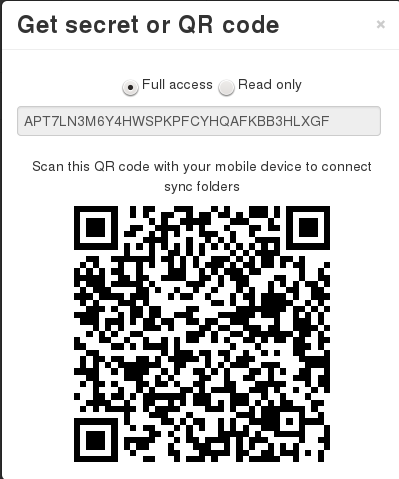 Get secret or QR code
×
Full access Read only
APT7LN3M6Y4HWSPKPFCYHQAFKBB3HLXGF
Scan this QR code with your mobile device to connect
sync folders